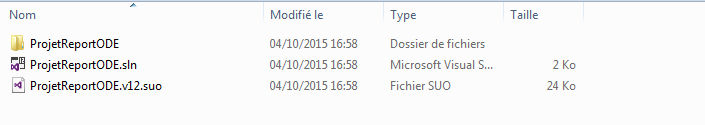 Nom Modifié le Type Taille
ProjetReportODE 04/10/2015 16:58 Dossier de fichiers
ProjetReportODE.sln 04/10/2015 16:58 Microsoft Visual S... 2 Ko
ProjetReportODE.v12.suo 04/10/2015 16:58 Fichier SUO 24 Ko